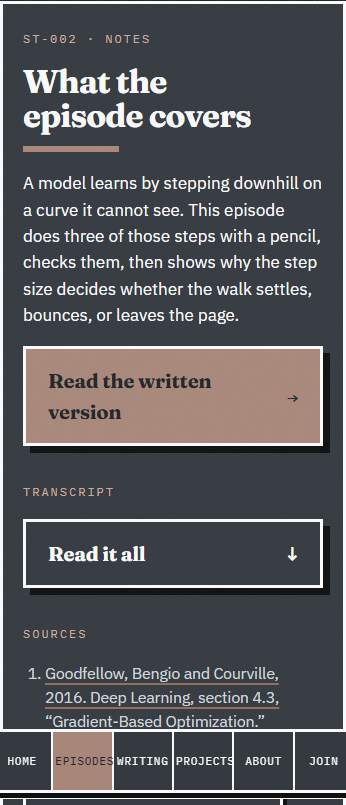 ST-002 · NOTES
What the
episode covers
A model learns by stepping downhill on
a curve it cannot see. This episode
does three of those steps with a pencil,
checks them, then shows why the step
size decides whether the walk settles,
bounces, or leaves the page.
Read the written
version →
TRANSCRIPT
Read it all ↓
SOURCES
1. Goodfellow, Bengio and Courville,
2016. Deep Learning, section 4.3,
“Gradient-Based Optimization.”
HOME EPISODES WRITING PROJECTS ABOUT JOIN